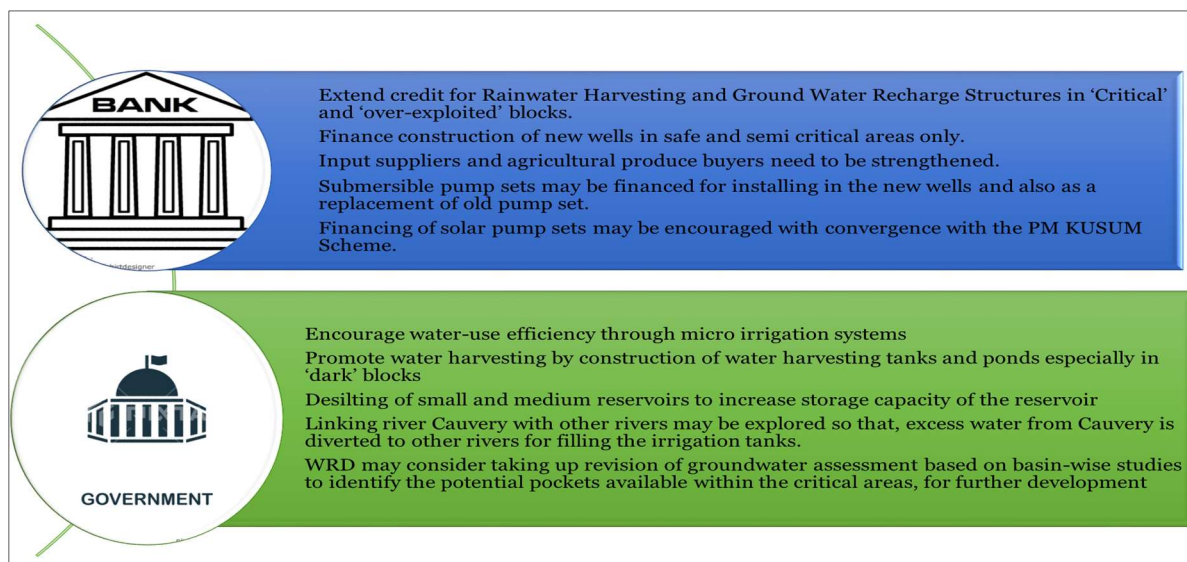 BANK
Extend credit for Rainwater Harvesting and Ground Water Recharge Structures in ‘Critical’
and ‘over-exploited’ blocks.
Finance construction of new wells in safe and semi critical areas only.
Input suppliers and agricultural produce buyers need to be strengthened.
Submersible pump sets may be financed for installing in the new wells and also as a
replacement of old pump set.
Financing of solar pump sets may be encouraged with convergence with the PM KUSUM
Scheme.
Encourage water-use efficiency through micro irrigation systems
Promote water harvesting by construction of water harvesting tanks and ponds especially in
‘dark’ blocks
Desilting of small and medium reservoirs to increase storage capacity of the reservoir
Linking river Cauvery with other rivers may be explored so that, excess water from Cauvery is
diverted to other rivers for filling the irrigation tanks.
WRD may consider taking up revision of groundwater assessment based on basin-wise studies
to identify the potential pockets available within the critical areas, for further development
GOVERNMENT